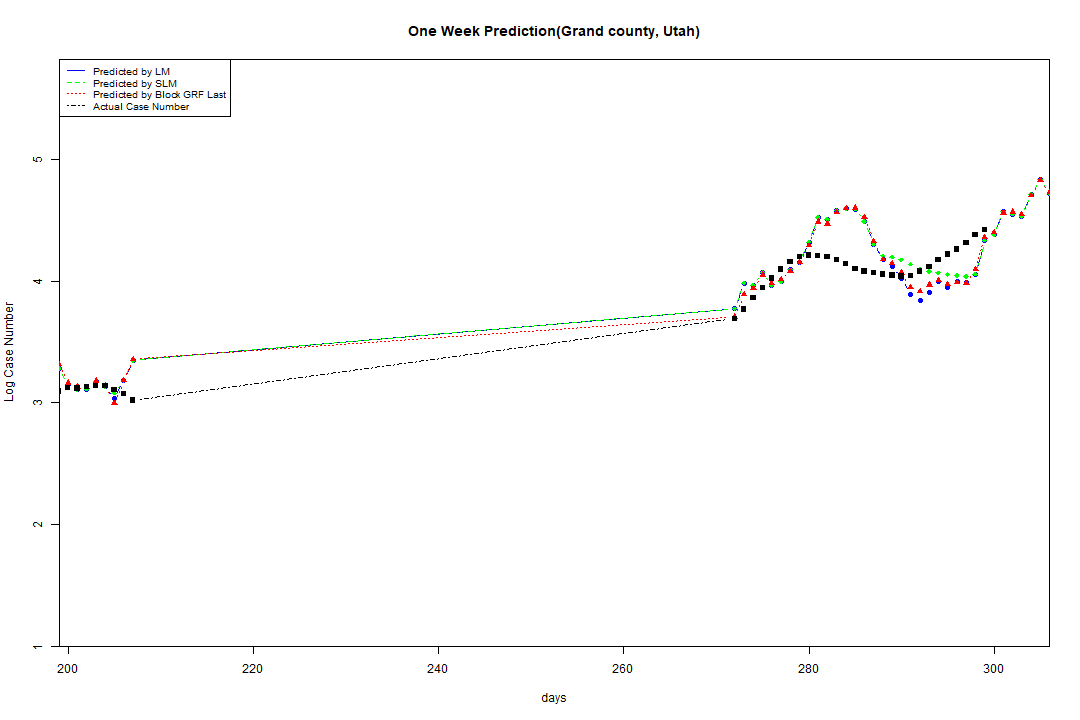 One Week Prediction(Grand county, Utah)
Predicted by LM
Predicted by SLM
Predicted by Block GRF Last
Actual Case Number
5
4
3
2
1
Log Case Number
200 220 240 260 280 300
days